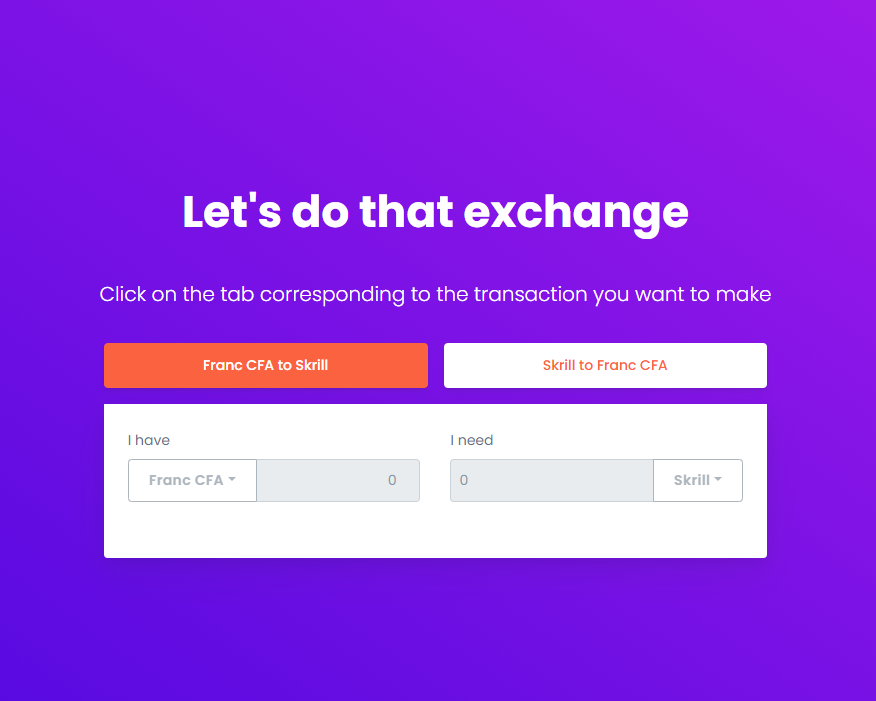 Let's do that exchange
Click on the tab corresponding to the transaction you want to make
Franc CFA to Skrill
Skrill to Franc CFA
I have
I need
Franc CFA
0
0
Skrill